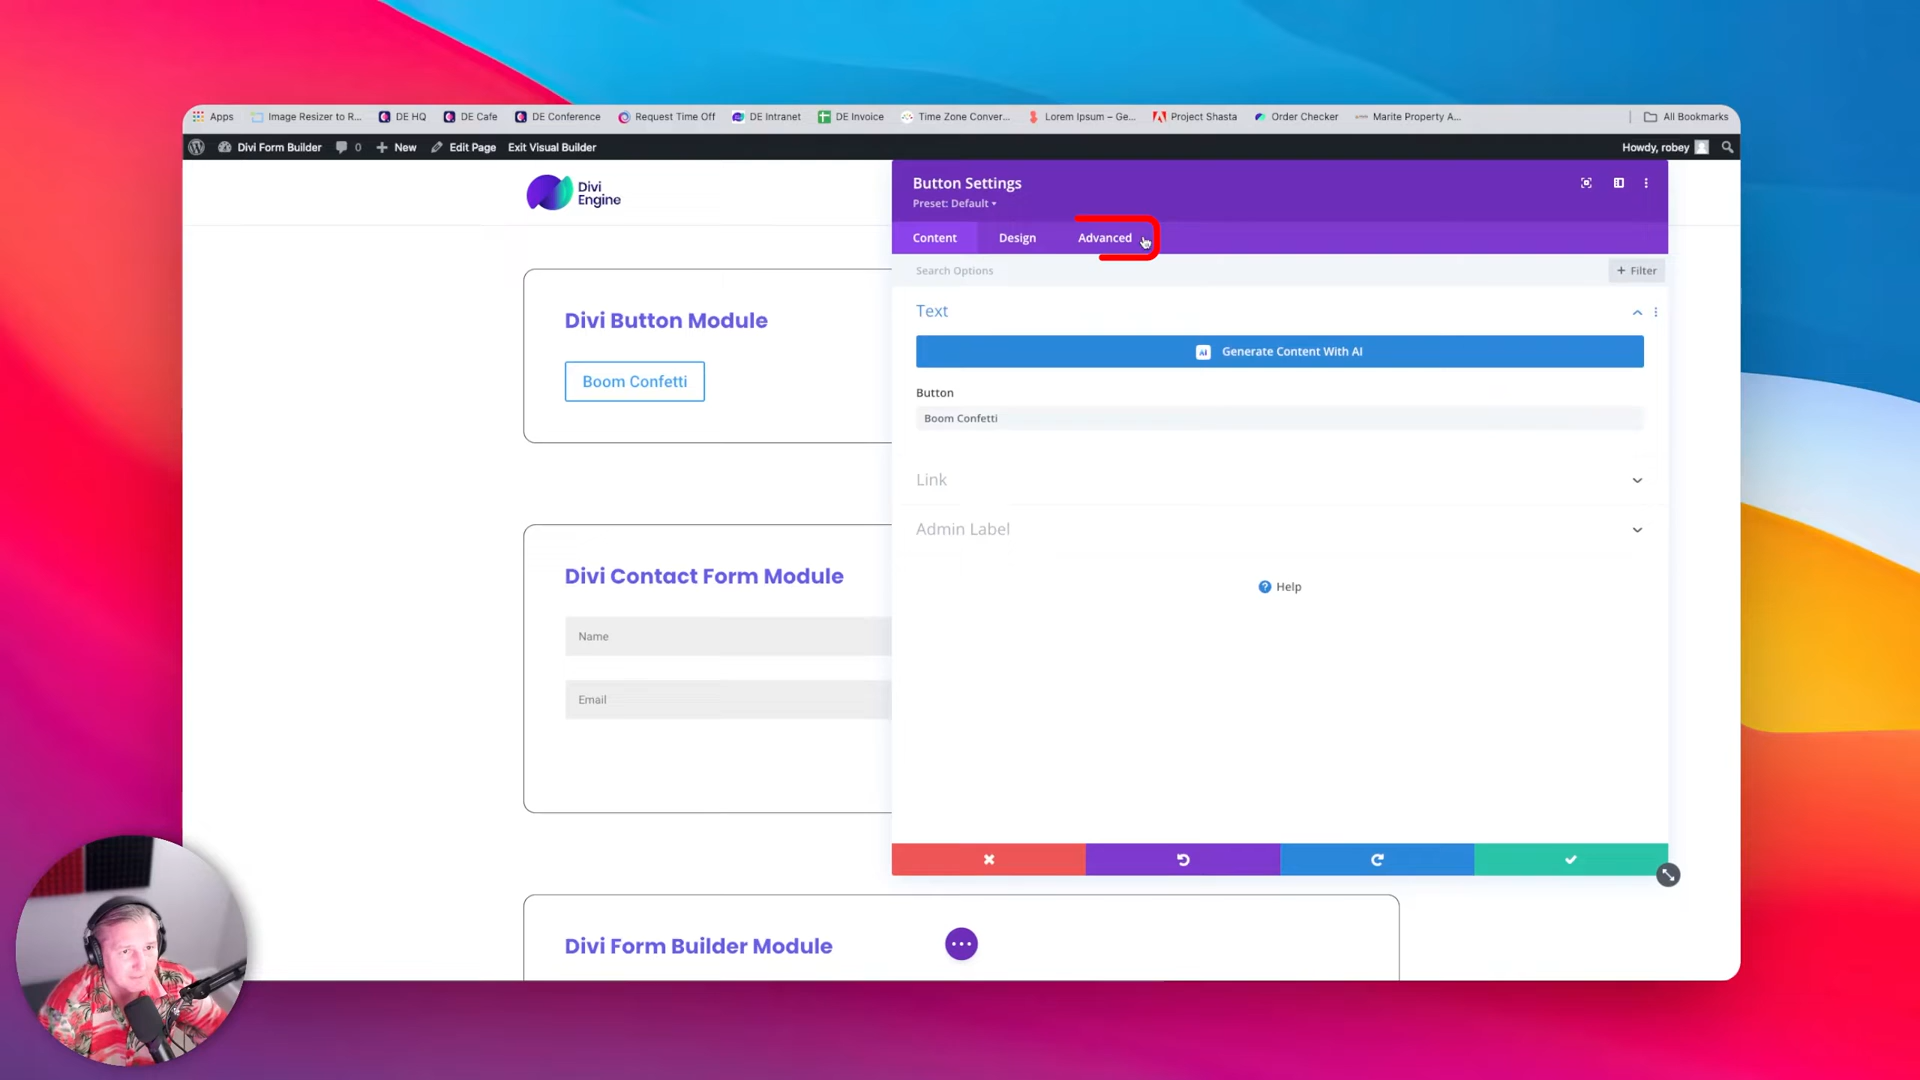 Apps Image Resizer to R... DE HQ DE Cafe DE Conference Request Time Off DE Intranet DE Invoice Time Zone Conver... Lorem Ipsum – Ge... Project Shasta Order Checker Marite Property A... All Bookmarks
Divi Form Builder 0 New Edit Page Exit Visual Builder Howdy, robey
Divi
Engine
Button Settings
Preset: Default
Content Design Advanced
Search Options + Filter
Text
AI Generate Content With AI
Button
Boom Confetti
Link
Admin Label
? Help
Divi Button Module
Boom Confetti
Divi Contact Form Module
Name
Email
Divi Form Builder Module